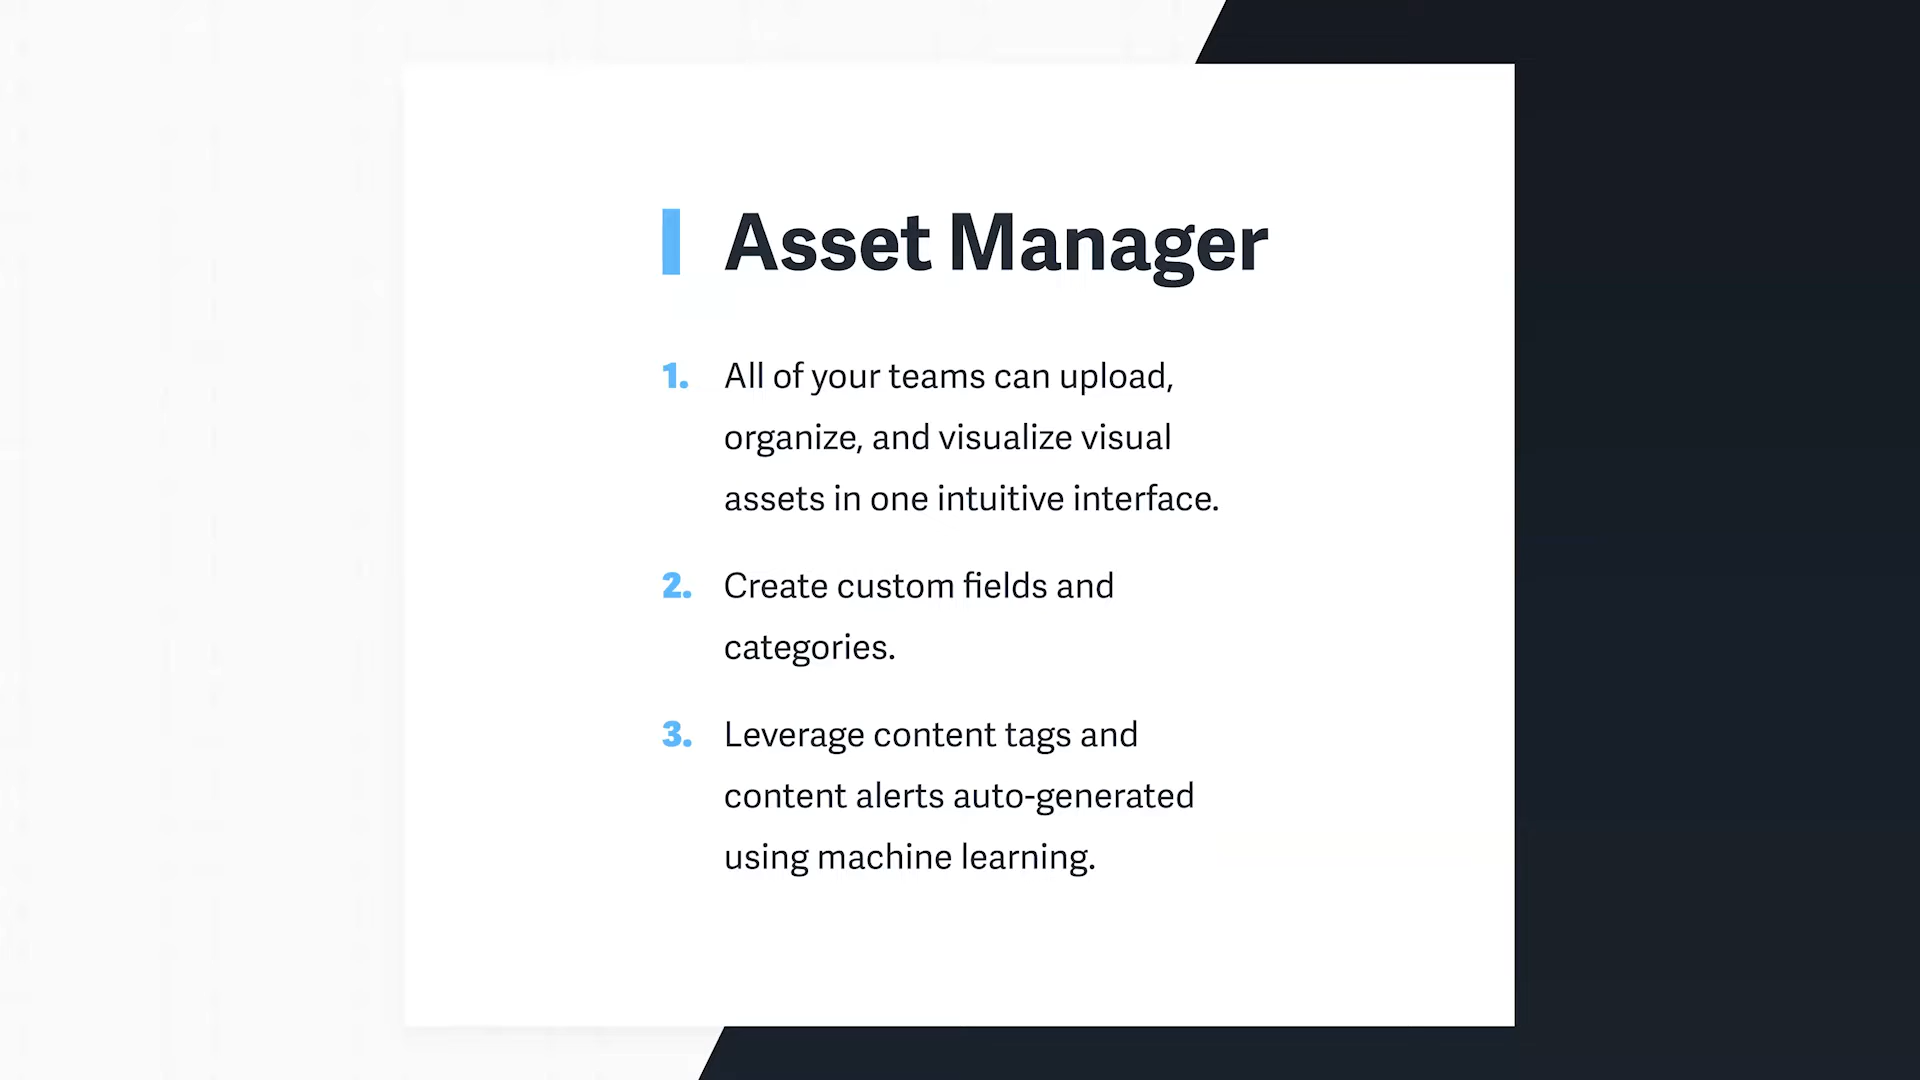 Asset Manager
1. All of your teams can upload,
organize, and visualize visual
assets in one intuitive interface.
2. Create custom fields and
categories.
3. Leverage content tags and
content alerts auto-generated
using machine learning.